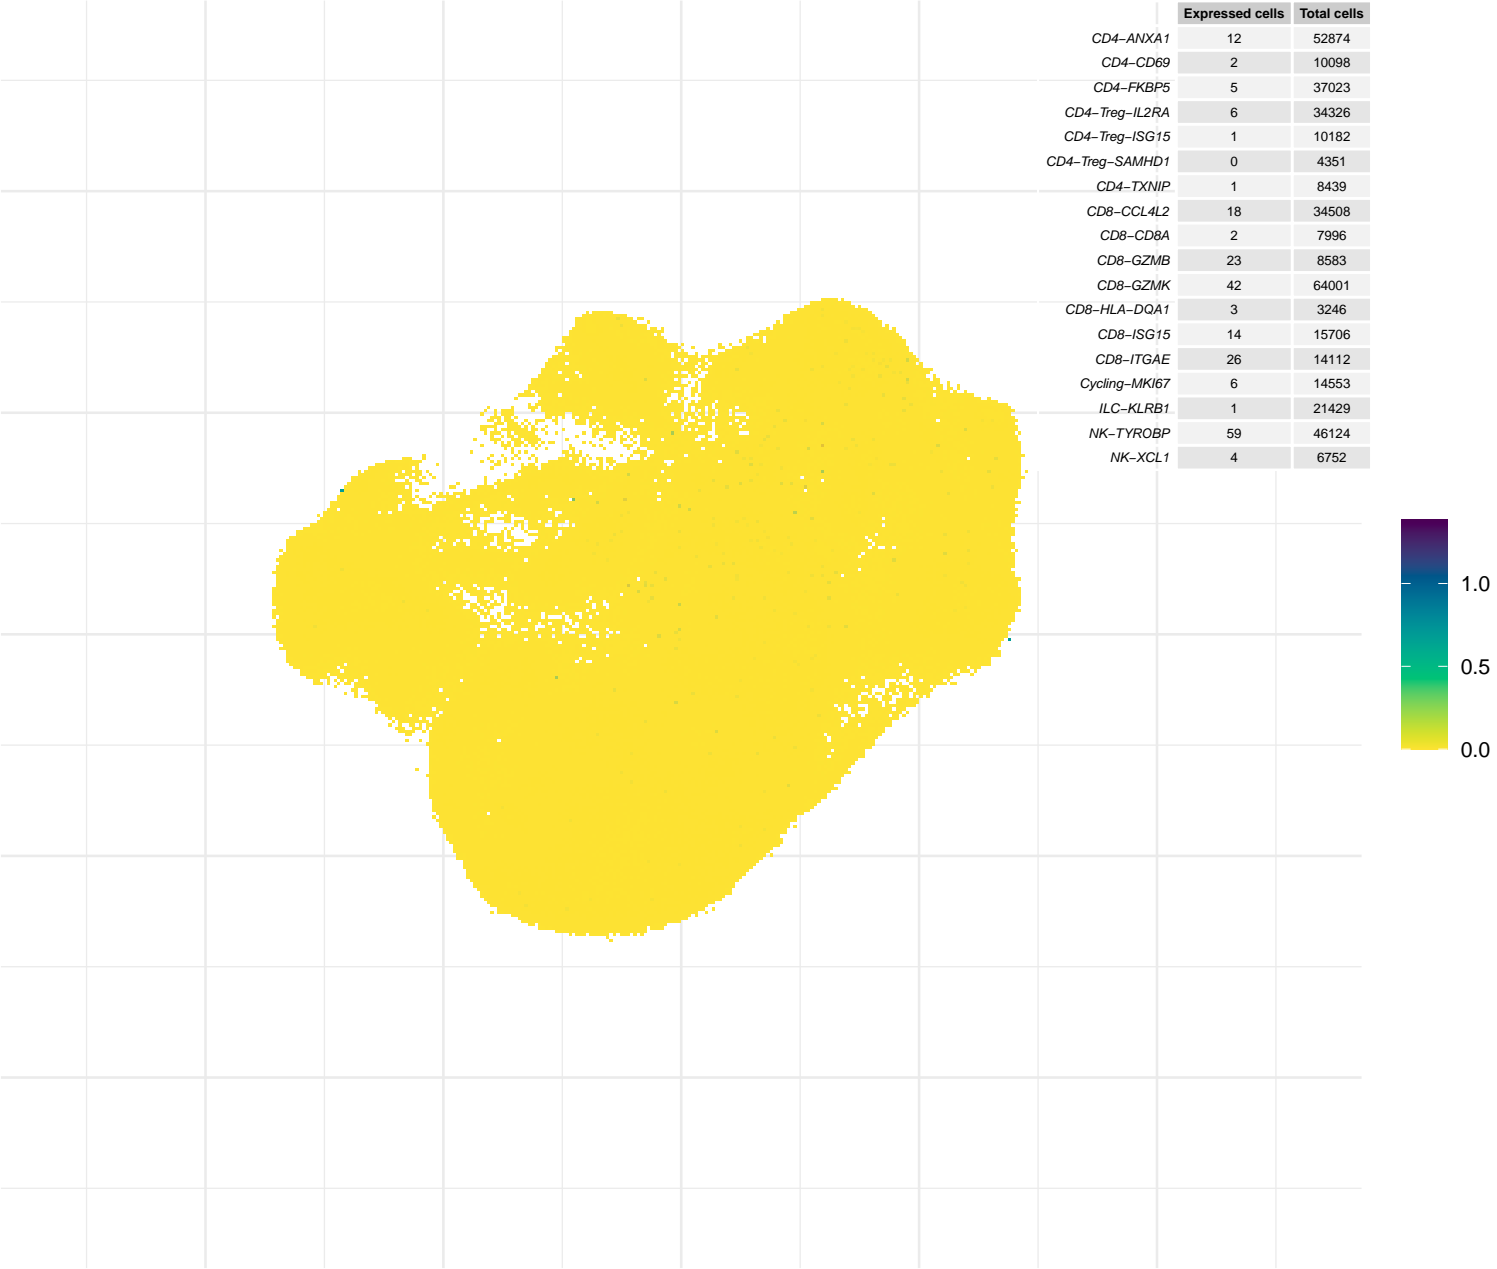 Expressed cells Total cells
CD4−ANXA1 12 52874
CD4−CD69 2 10098
CD4−FKBP5 5 37023
CD4−Treg−IL2RA 6 34326
CD4−Treg−ISG15 1 10182
CD4−Treg−SAMHD1 0 4351
CD4−TXNIP 1 8439
CD8−CCL4L2 18 34508
CD8−CD8A 2 7996
CD8−GZMB 23 8583
CD8−GZMK 42 64001
CD8−HLA−DQA1 3 3246
CD8−ISG15 14 15706
CD8−ITGAE 26 14112
Cycling−MKI67 6 14553
ILC−KLRB1 1 21429
NK−TYROBP 59 46124
NK−XCL1 4 6752
1.0
0.5
0.0